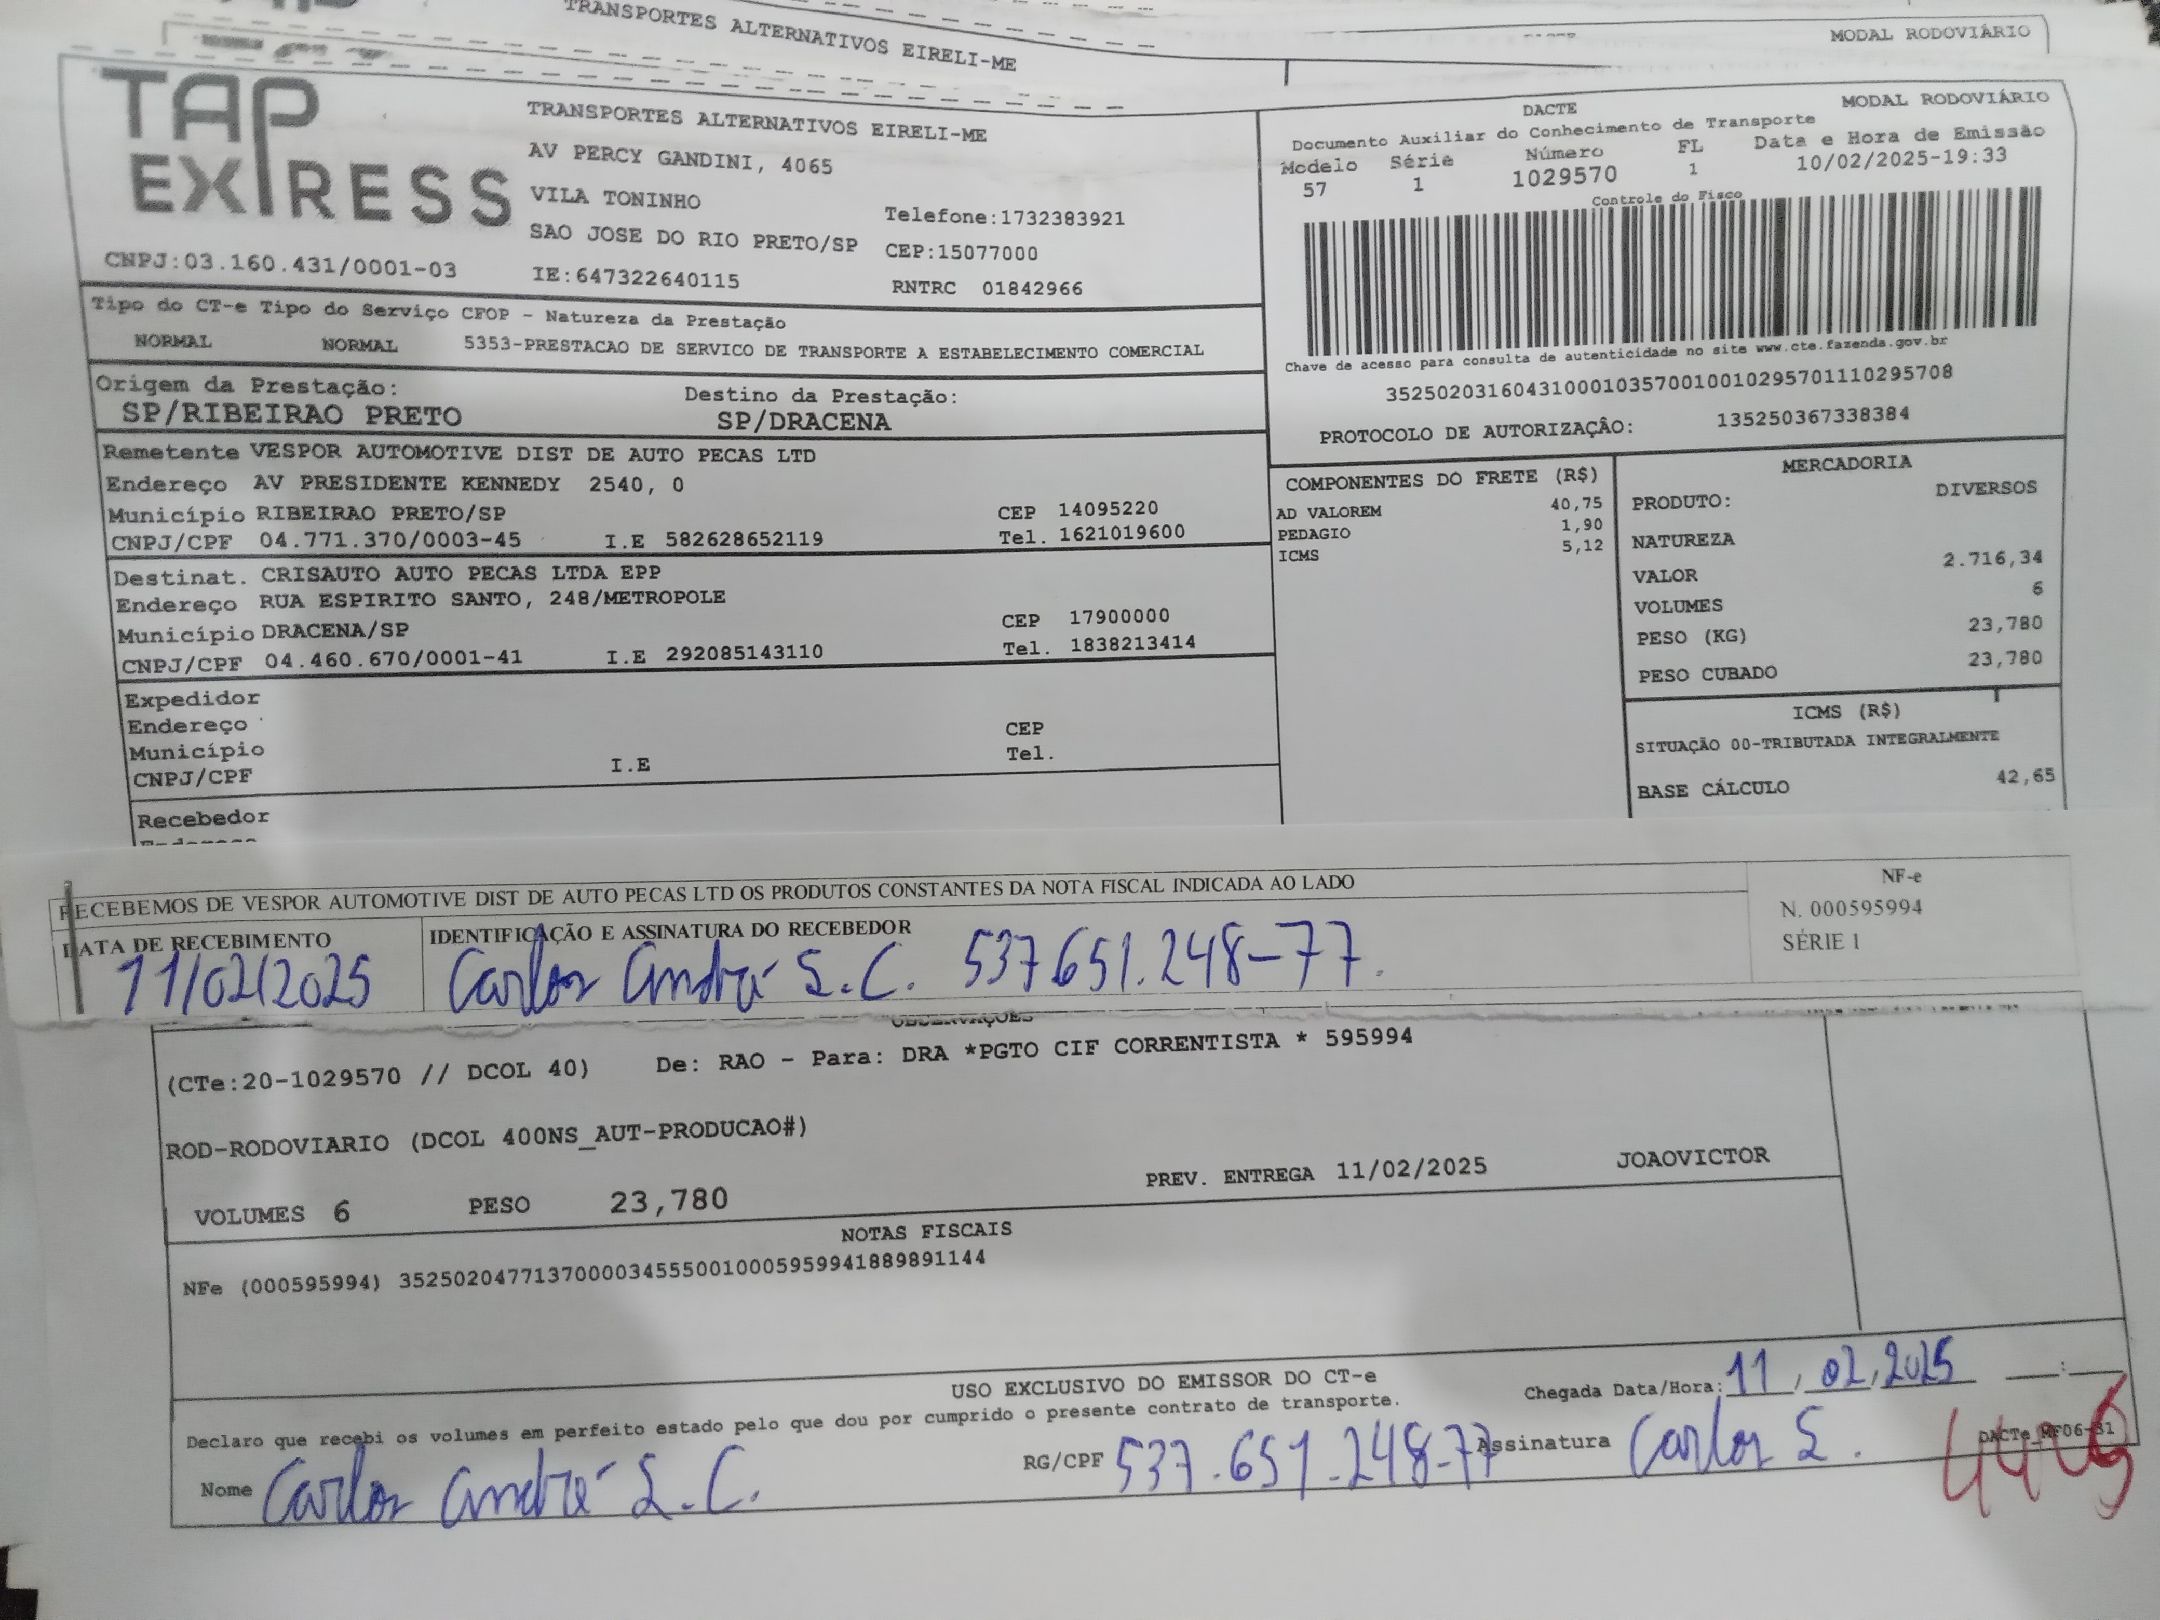 TRANSPORTES ALTERNATIVOS EIRELI-ME
MODAL RODOVIÁRIO
TAP
EXPRESS
CNPJ:03.160.431/0001-03
TRANSPORTES ALTERNATIVOS EIRELI-ME
AV PERCY GANDINI, 4065
VILA TONINHO
Telefone:1732383921
SAO JOSE DO RIO PRETO/SP CEP:15077000
IE:647322640115 RNTRC 01842966
DACTE MODAL RODOVIÁRIO
Documento Auxiliar do Conhecimento de Transporte
Modelo Série Número FL Data e Hora de Emissão
57 1 1029570 1 10/02/2025-19:33
Controle do Fisco
Chave de acesso para consulta de autenticidade no site www.cte.fazenda.gov.br
35250203160431000103570010010295701110295708
PROTOCOLO DE AUTORIZAÇÂO: 135250367338384
Tipo do CT-e Tipo do Serviço CFOP - Natureza da Prestação
NORMAL NORMAL 5353-PRESTACAO DE SERVICO DE TRANSPORTE A ESTABELECIMENTO COMERCIAL
Origem da Prestação: Destino da Prestação:
SP/RIBEIRAO PRETO SP/DRACENA
Remetente VESPOR AUTOMOTIVE DIST DE AUTO PECAS LTD
Endereço AV PRESIDENTE KENNEDY 2540, 0
Município RIBEIRAO PRETO/SP CEP 14095220
CNPJ/CPF 04.771.370/0003-45 I.E 582628652119 Tel. 1621019600
Destinat. CRISAUTO AUTO PECAS LTDA EPP
Endereço RUA ESPIRITO SANTO, 248/METROPOLE
Município DRACENA/SP CEP 17900000
CNPJ/CPF 04.460.670/0001-41 I.E 292085143110 Tel. 1838213414
Expedidor
Endereço
Município CEP
CNPJ/CPF I.E Tel.
Recebedor
Endereço
COMPONENTES DO FRETE (R$)
AD VALOREM 40,75
PEDAGIO 1,90
ICMS 5,12
MERCADORIA
PRODUTO: DIVERSOS
NATUREZA
VALOR 2.716,34
VOLUMES 6
PESO (KG) 23,780
PESO CUBADO 23,780
ICMS (R$)
SITUAÇÃO 00-TRIBUTADA INTEGRALMENTE
BASE CÁLCULO 42,65
RECEBEMOS DE VESPOR AUTOMOTIVE DIST DE AUTO PECAS LTD OS PRODUTOS CONSTANTES DA NOTA FISCAL INDICADA AO LADO
DATA DE RECEBIMENTO IDENTIFICAÇÃO E ASSINATURA DO RECEBEDOR
11/02/2025 Carlos André S.C. 537.651.248-77.
NF-e
N. 000595994
SÉRIE 1
OBSERVAÇÕES
(CTe:20-1029570 // DCOL 40) De: RAO - Para: DRA *PGTO CIF CORRENTISTA * 595994
ROD-RODOVIARIO (DCOL 400NS_AUT-PRODUCAO#)
PREV. ENTREGA 11/02/2025 JOAOVICTOR
VOLUMES 6 PESO 23,780
NOTAS FISCAIS
NFe (000595994) 35250204771370000345550010005959941889891144
USO EXCLUSIVO DO EMISSOR DO CT-e
Chegada Data/Hora: 11, 02, 2025 __:__
Declaro que recebi os volumes em perfeito estado pelo que dou por cumprido o presente contrato de transporte.
Nome Carlos André S.C. RG/CPF 537.651.248-77 Assinatura Carlos S.
DACTe_MF06-81